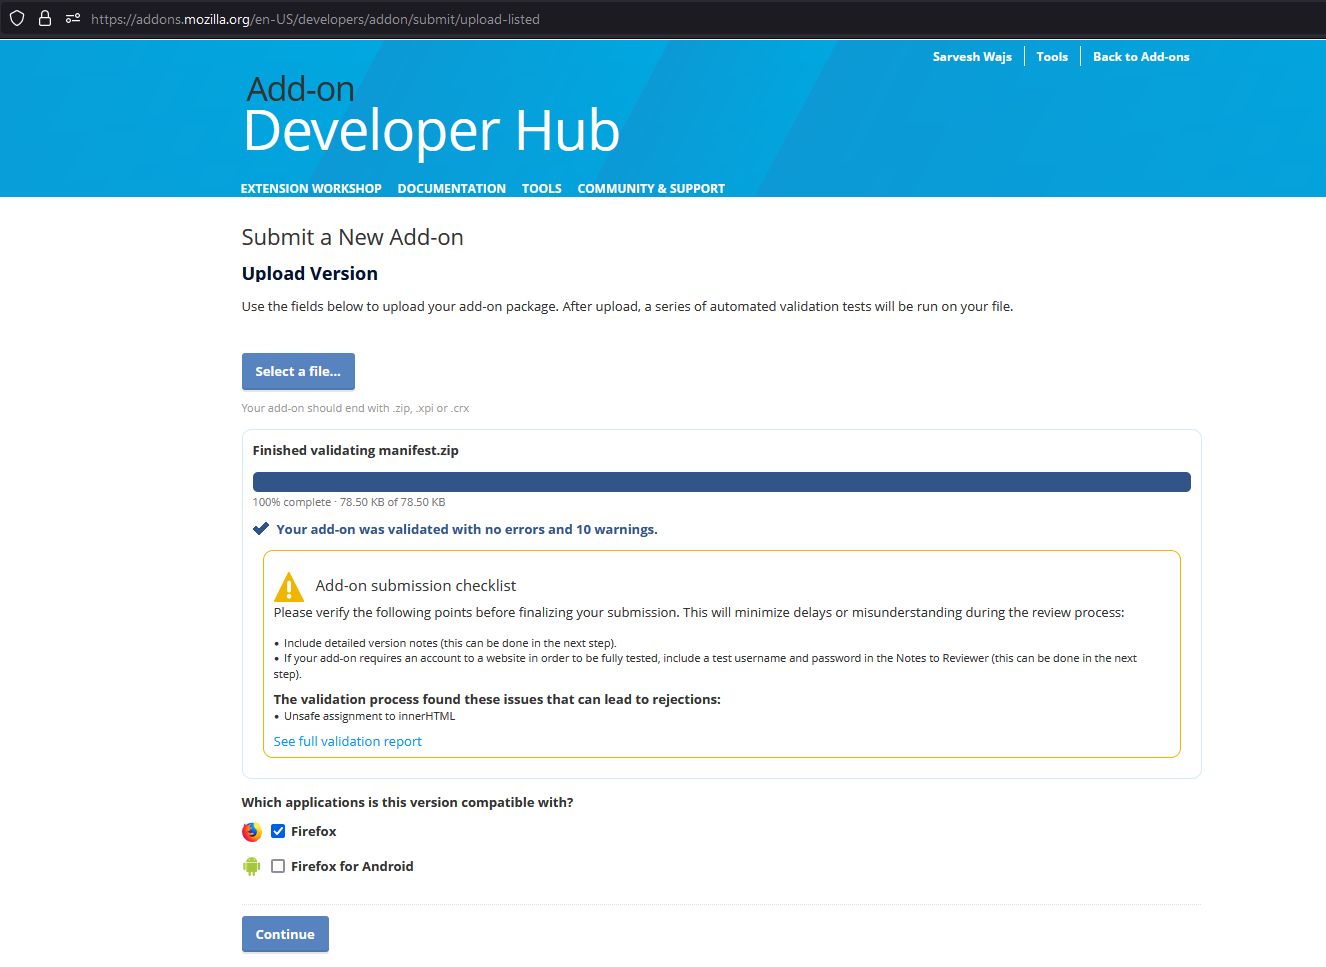 https://addons.mozilla.org/en-US/developers/addon/submit/upload-listed
Sarvesh Wajs
Tools
Back to Add-ons
Add-on
Developer Hub
EXTENSION WORKSHOP DOCUMENTATION TOOLS COMMUNITY & SUPPORT
Submit a New Add-on
Upload Version
Use the fields below to upload your add-on package. After upload, a series of automated validation tests will be run on your file.
Select a file...
Your add-on should end with .zip, .xpi or .crx
Finished validating manifest.zip
100% complete · 78.50 KB of 78.50 KB
Your add-on was validated with no errors and 10 warnings.
Add-on submission checklist
Please verify the following points before finalizing your submission. This will minimize delays or misunderstanding during the review process:
• Include detailed version notes (this can be done in the next step).
• If your add-on requires an account to a website in order to be fully tested, include a test username and password in the Notes to Reviewer (this can be done in the next
step).
The validation process found these issues that can lead to rejections:
• Unsafe assignment to innerHTML
See full validation report
Which applications is this version compatible with?
Firefox
Firefox for Android
Continue